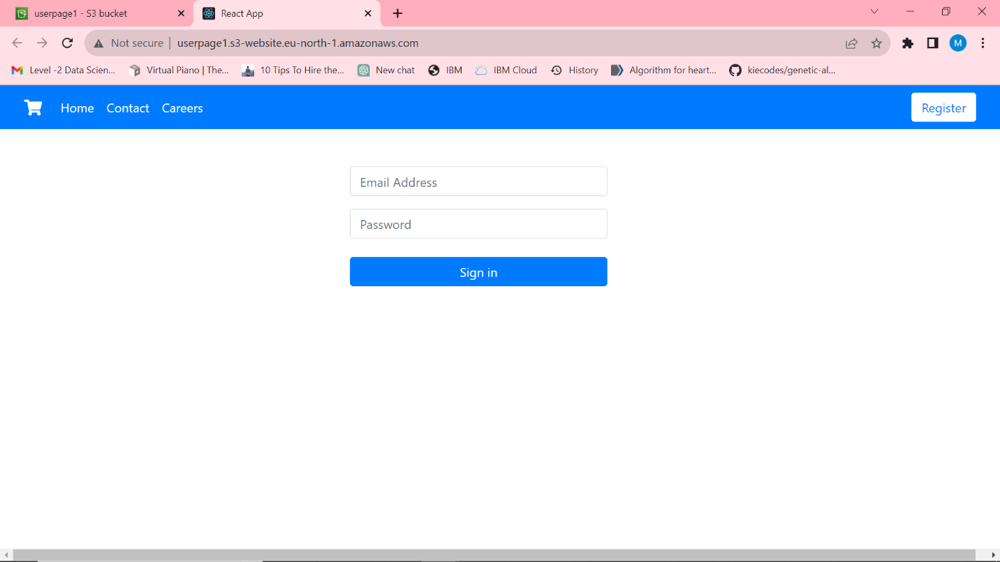 userpage1 - S3 bucket React App
Not secure | userpage1.s3-website.eu-north-1.amazonaws.com M
Level -2 Data Scien... Virtual Piano | The... 10 Tips To Hire the... New chat IBM IBM Cloud History Algorithm for heart... kiecodes/genetic-al...
Home Contact Careers Register
Email Address
Password
Sign in